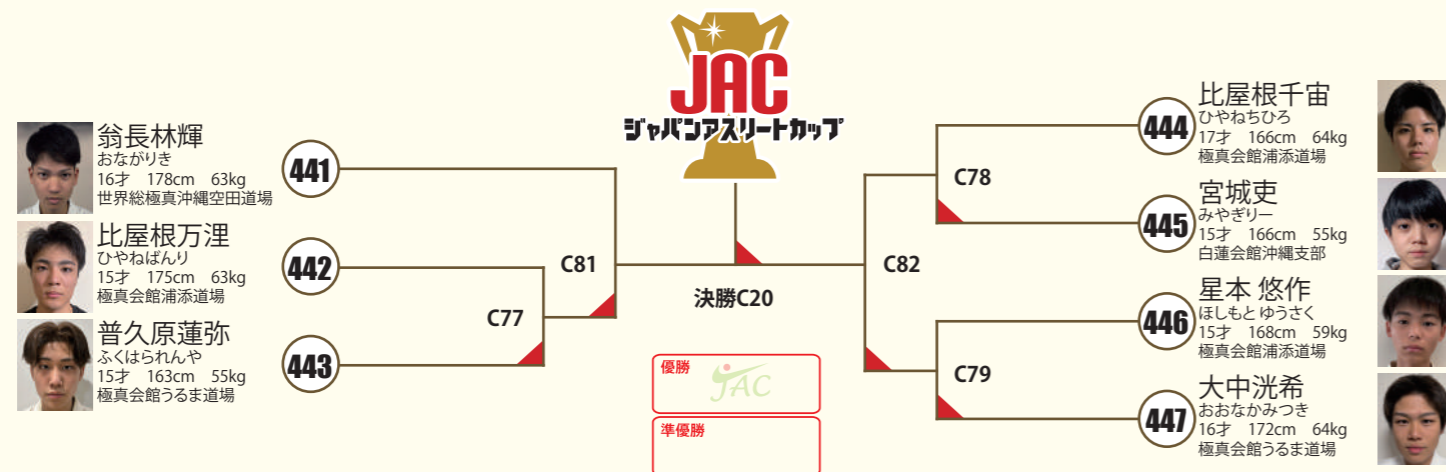 JAC
ジャパンアスリートカップ
翁長林輝
おながりき
16才 178cm 63kg
世界総極真沖縄空田道場
441
比屋根万浬
ひやねばんり
15才 175cm 63kg
極真会館浦添道場
442
普久原蓮弥
ふくはられんや
15才 163cm 55kg
極真会館うるま道場
443
C77
C81
決勝C20
優勝
JAC
準優勝
C82
C78
C79
444
比屋根千宙
ひやねちひろ
17才 166cm 64kg
極真会館浦添道場
445
宮城吏
みやぎりー
15才 166cm 55kg
白蓮会館沖縄支部
446
星本 悠作
ほしもと ゆうさく
15才 168cm 59kg
極真会館浦添道場
447
大中洸希
おおなかみつき
16才 172cm 64kg
極真会館うるま道場